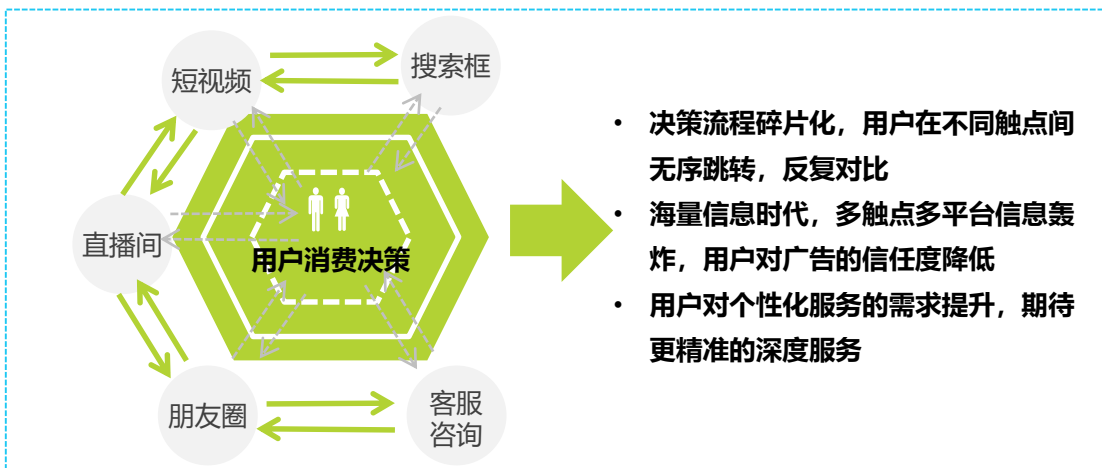 短视频
搜索框
直播间
用户消费决策
朋友圈
客服
咨询
• 决策流程碎片化，用户在不同触点间
无序跳转，反复对比
• 海量信息时代，多触点多平台信息轰
炸，用户对广告的信任度降低
• 用户对个性化服务的需求提升，期待
更精准的深度服务